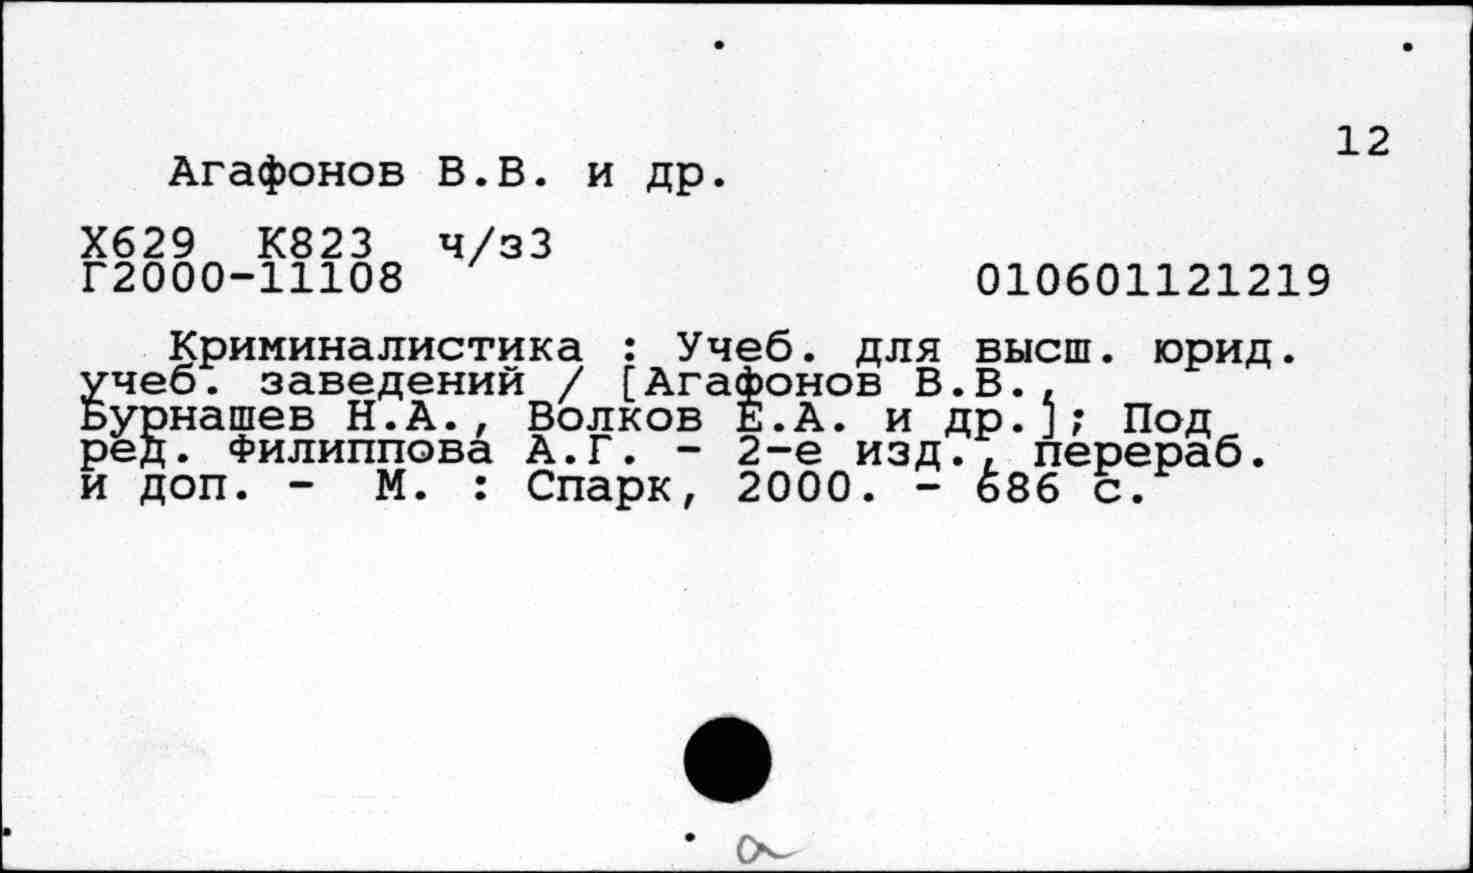 12
Агафонов В.В. и др.
Х629 К823 ч/з3
Г2000-11108 010601121219
Криминалистика : Учеб. для высш. юрид.
учеб. заведений / [Агафонов В.В.,
Бурнашев Н.А., Волков Е.А. и др.]; Под
ред. Филиппова А.Г. - 2-е изд., перераб.
и доп. - М. : Спарк, 2000. - 686 с.